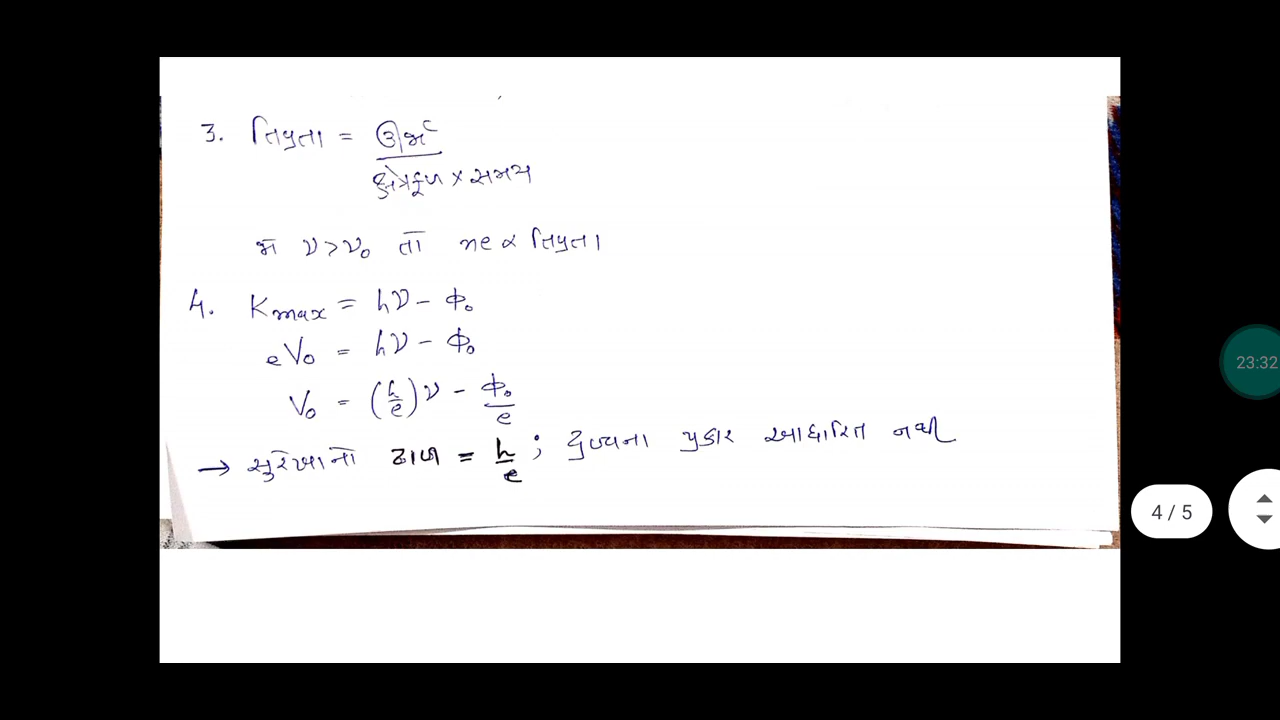 3. તિવ્રતા = ઊર્જા
ક્ષેત્રફળ × સમય
જો ν > ν₀ તો ne ∝ તિવ્રતા
4. Kmax = hν - Φ₀
eV₀ = hν - Φ₀
V₀ = (h/e)ν - Φ₀/e
→ સુરેખાનો ઢાળ = h/e ; દ્રવ્યના પ્રકાર આધારિત નથી
23:32
4 / 5